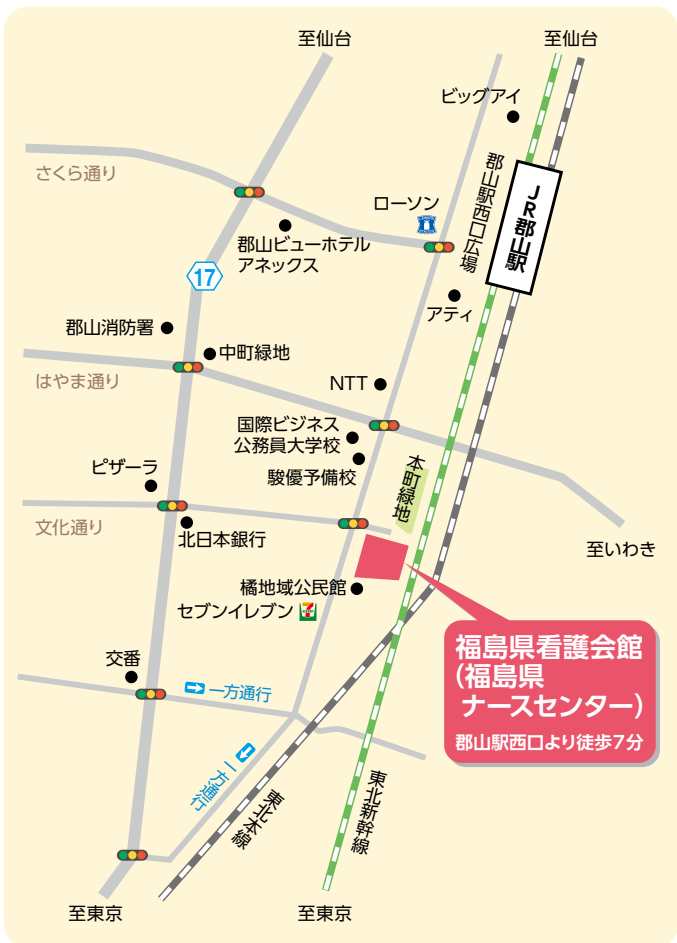 至仙台
至仙台
ビッグアイ
さくら通り
郡山駅西口広場
JR郡山駅
ローソン
郡山ビューホテル
アネックス
17
アティ
郡山消防署
中町緑地
はやま通り
NTT
国際ビジネス
公務員大学校
駿優予備校
ピザーラ
本町緑地
文化通り
北日本銀行
至いわき
橘地域公民館
セブンイレブン
福島県看護会館
(福島県
ナースセンター)
郡山駅西口より徒歩7分
交番
一方通行
一方通行
東北本線
東北新幹線
至東京
至東京